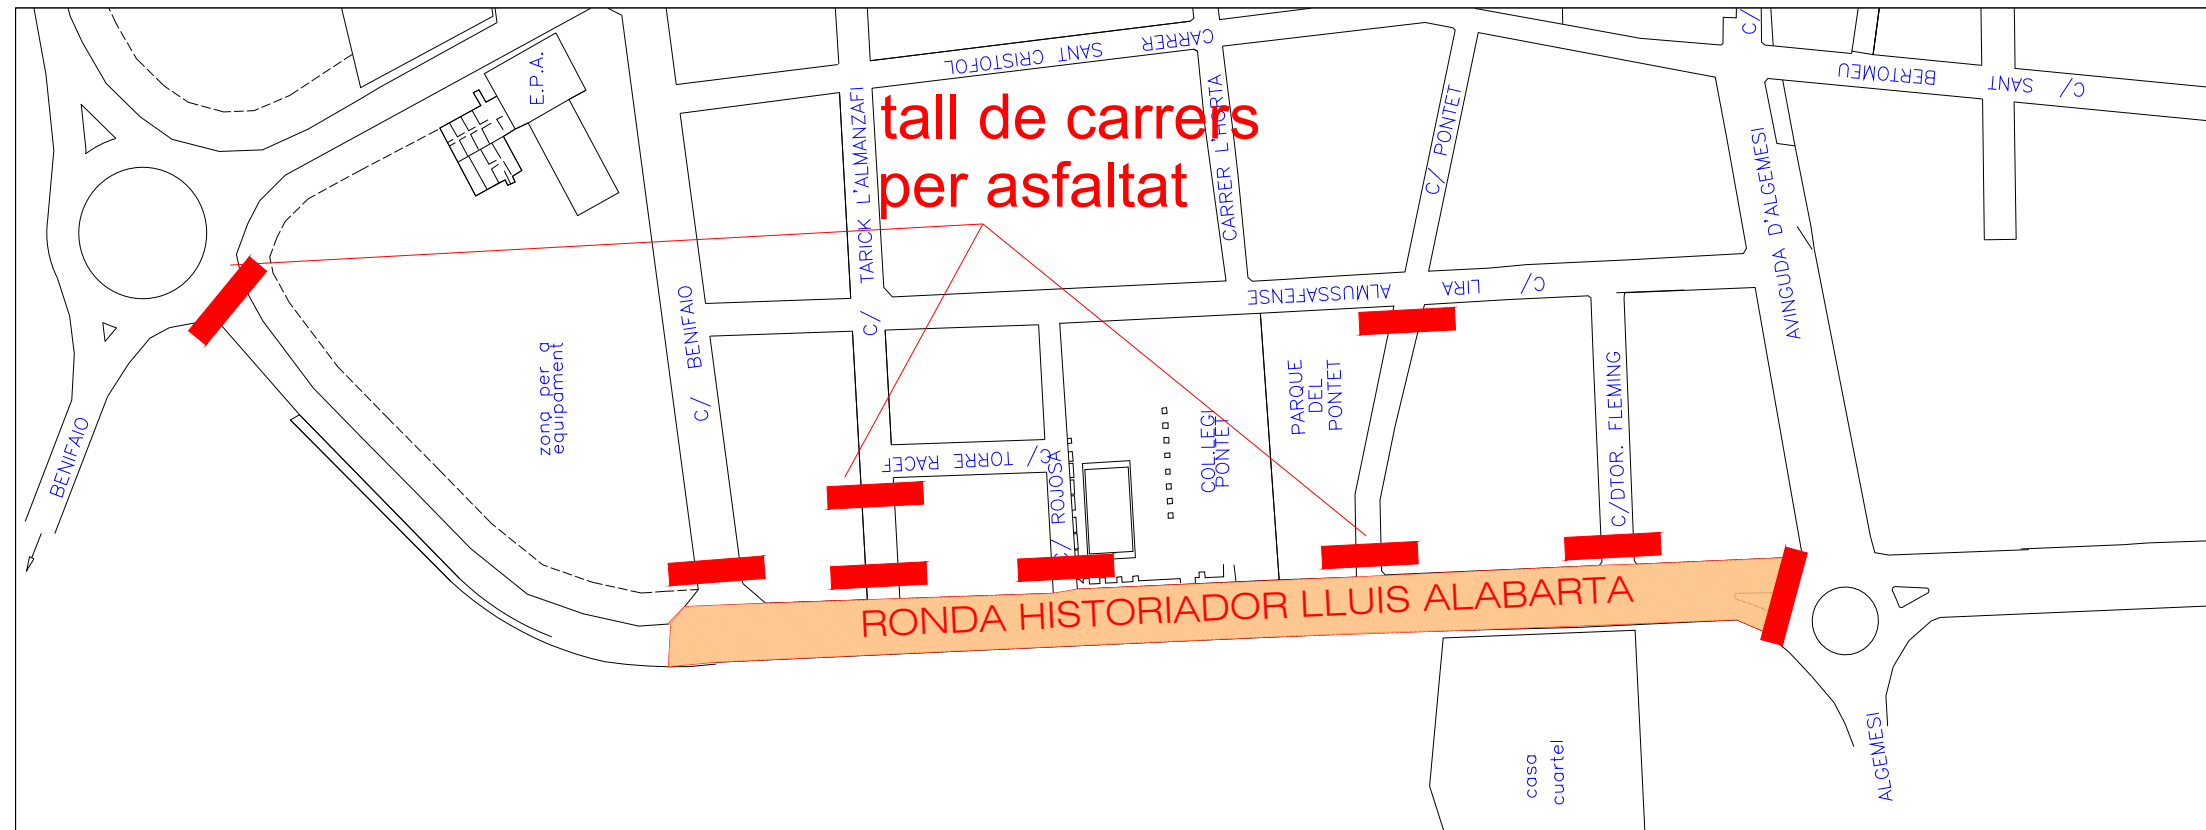 C/
CARRER SANT CRISTOFOL
C/ SANT BERTOMEU
E.P.A.
tall de carrers
per asfaltat
TARICK L'ALMANZAFI
C/
CARRER L'HORTA
C/ PONTET
AVINGUDA D'ALGEMESI
C/ LIRA ALMUSSAFENSE
C/ BENIFAIO
zona per a
equipament
PARQUE
DEL
PONTET
COL.LEGI
PONTET
C/DTOR. FLEMING
BENIFAIO
C/ TORRE RACEF
C/ ROJOSA
RONDA HISTORIADOR LLUIS ALABARTA
casa
cuartel
ALGEMESI